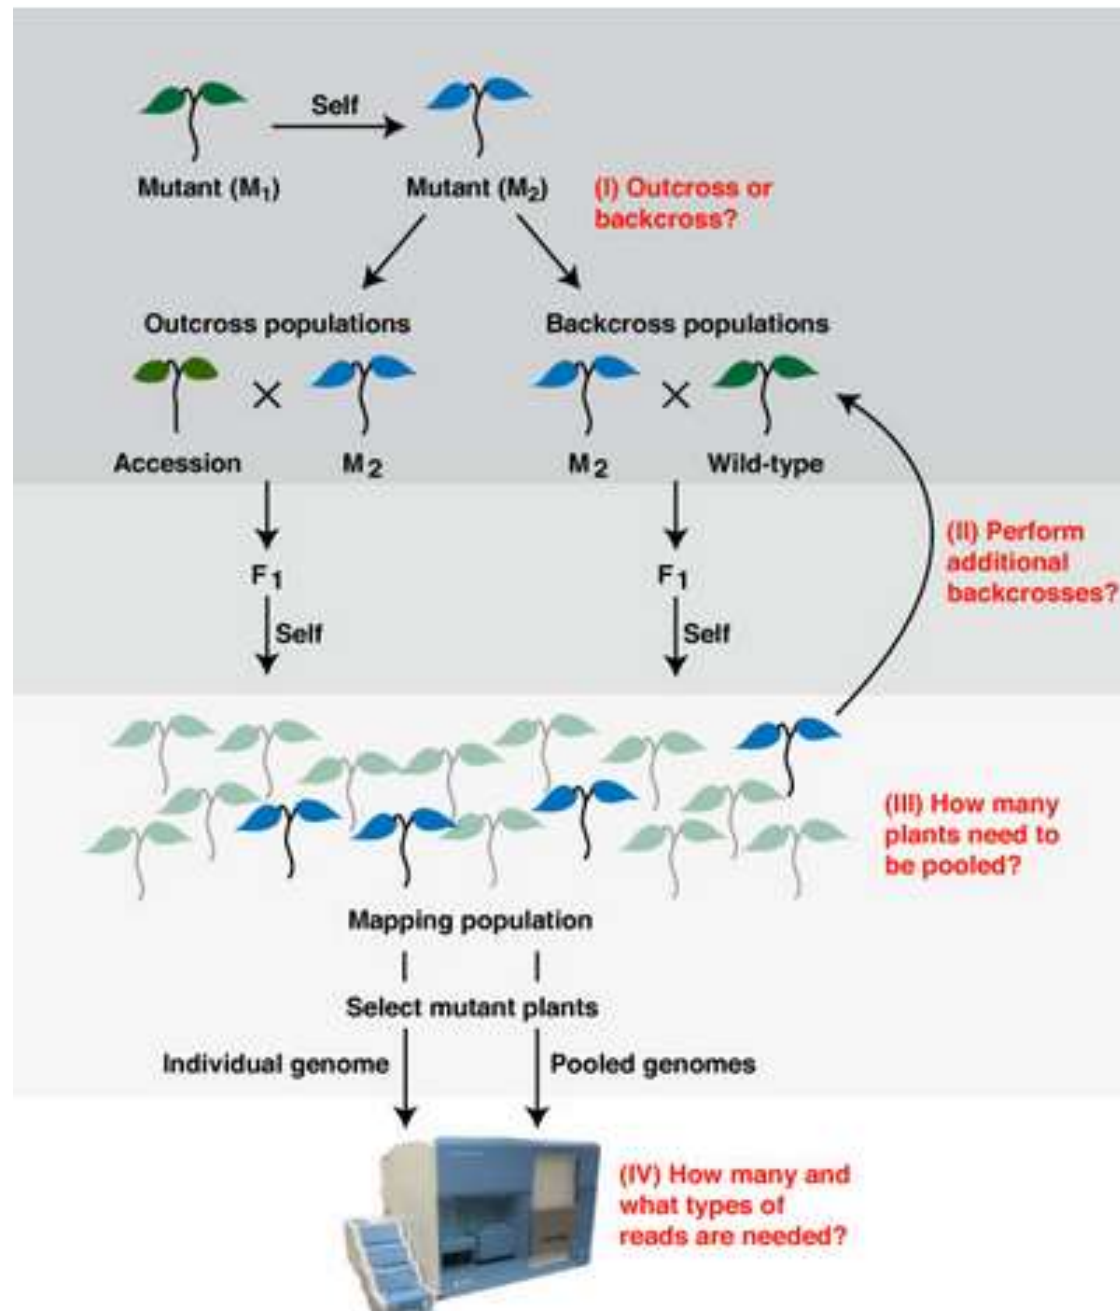 Self
Mutant (M1)
Mutant (M2)
(I) Outcross or
backcross?
Outcross populations
Backcross populations
Accession
M2
M2
Wild-type
F1
F1
(II) Perform
additional
backcrosses?
Self
Self
(III) How many
plants need to
be pooled?
Mapping population
Select mutant plants
Individual genome
Pooled genomes
(IV) How many and
what types of
reads are needed?